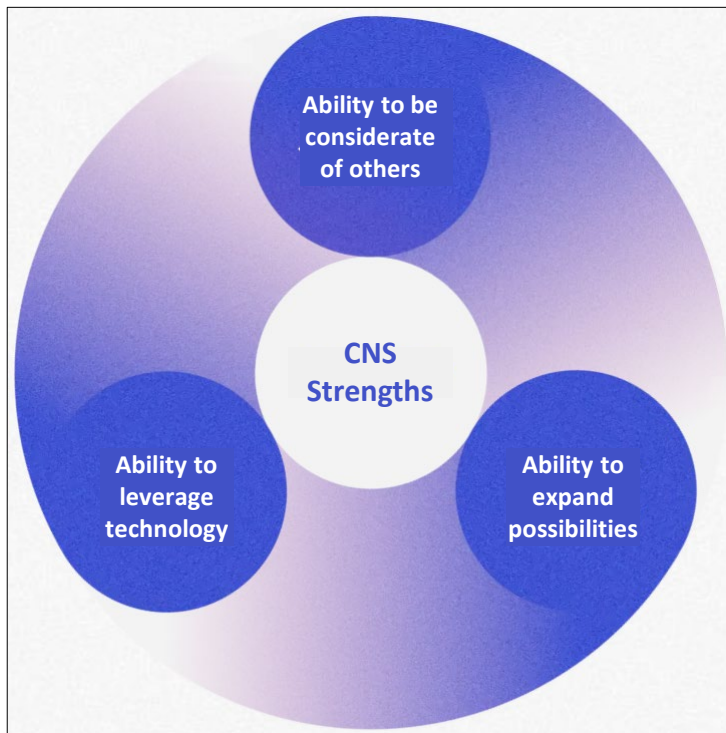 Ability to be
considerate
of others
CNS
Strengths
Ability to
leverage
technology
Ability to
expand
possibilities